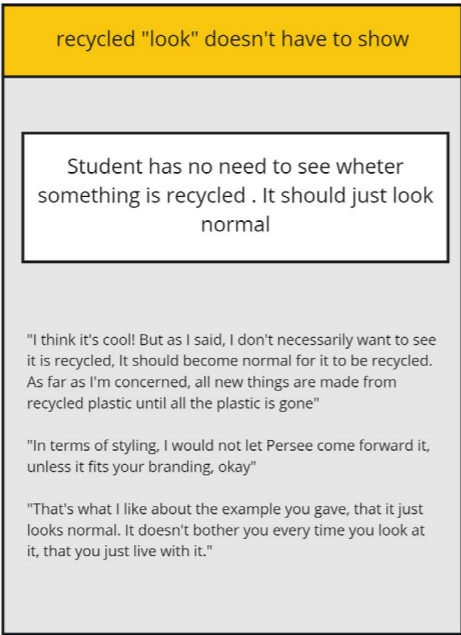 recycled "look" doesn't have to show
Student has no need to see wheter
something is recycled . It should just look
normal
"I think it's cool! But as I said, I don't necessarily want to see
it is recycled, It should become normal for it to be recycled.
As far as I'm concerned, all new things are made from
recycled plastic until all the plastic is gone"
"In terms of styling, I would not let Persee come forward it,
unless it fits your branding, okay"
"That's what I like about the example you gave, that it just
looks normal. It doesn't bother you every time you look at
it, that you just live with it."